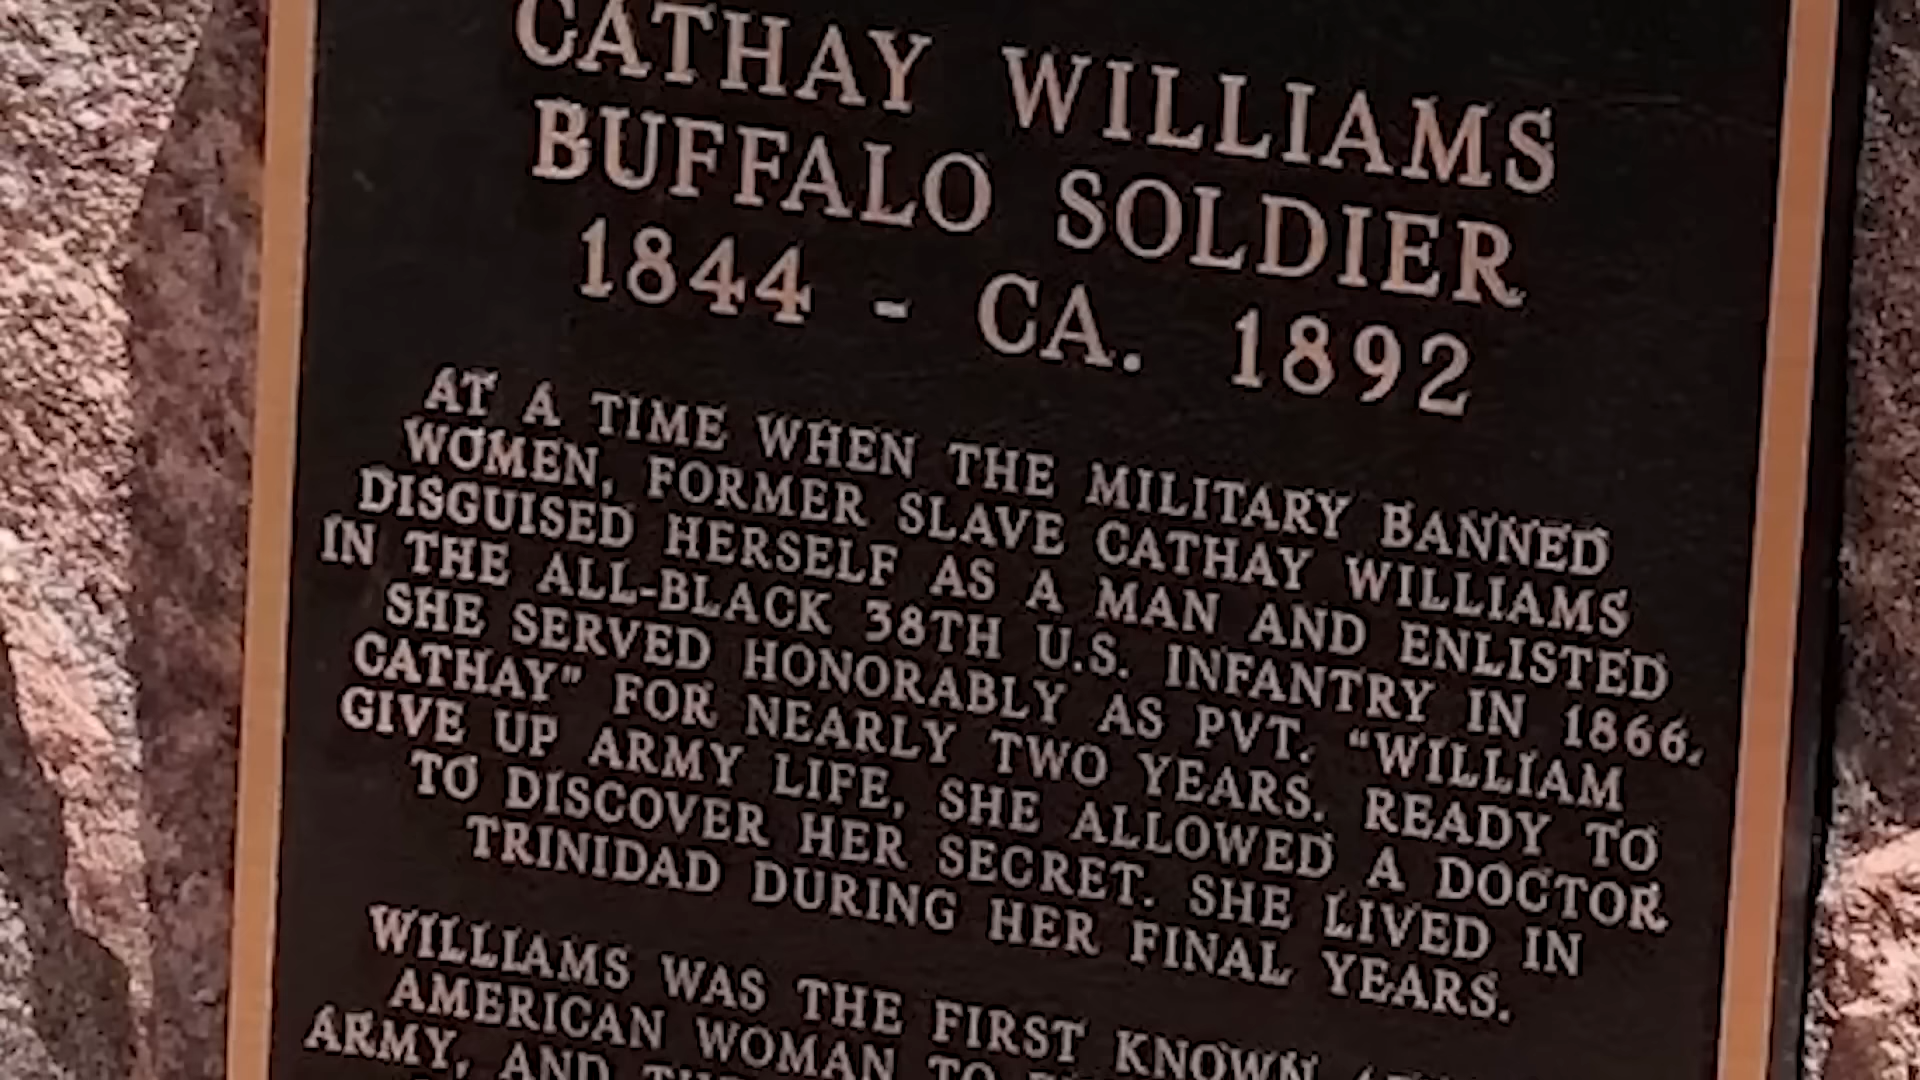 CATHAY WILLIAMS
BUFFALO SOLDIER
1844 - CA. 1892
AT A TIME WHEN THE MILITARY BANNED
WOMEN, FORMER SLAVE CATHAY WILLIAMS
DISGUISED HERSELF AS A MAN AND ENLISTED
IN THE ALL-BLACK 38TH U.S. INFANTRY IN 1866.
SHE SERVED HONORABLY AS PVT. “WILLIAM
CATHAY” FOR NEARLY TWO YEARS. READY TO
GIVE UP ARMY LIFE, SHE ALLOWED A DOCTOR
TO DISCOVER HER SECRET. SHE LIVED IN
TRINIDAD DURING HER FINAL YEARS.
WILLIAMS WAS THE FIRST KNOWN
AMERICAN WOMAN TO
ARMY, AND